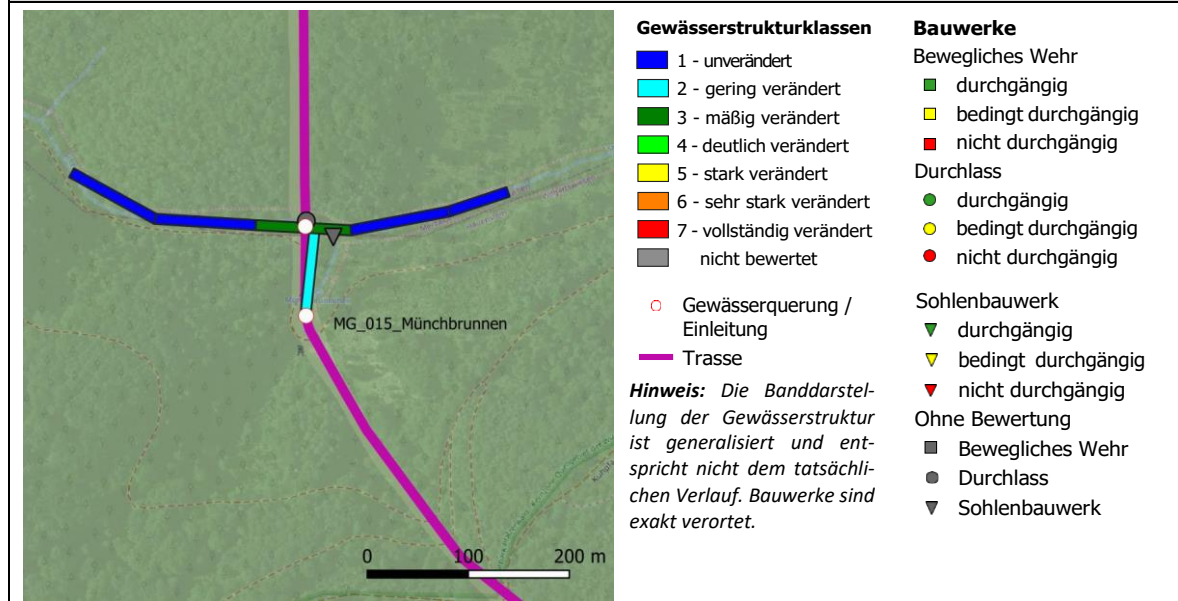 MG_015_Münchbrunnen
0 100 200 m
Gewässerstrukturklassen
1 - unverändert
2 - gering verändert
3 - mäßig verändert
4 - deutlich verändert
5 - stark verändert
6 - sehr stark verändert
7 - vollständig verändert
nicht bewertet
Gewässerquerung /
Einleitung
Trasse
Hinweis: Die Banddarstel-
lung der Gewässerstruktur
ist generalisiert und ent-
spricht nicht dem tatsächli-
chen Verlauf. Bauwerke sind
exakt verortet.
Bauwerke
Bewegliches Wehr
durchgängig
bedingt durchgängig
nicht durchgängig
Durchlass
durchgängig
bedingt durchgängig
nicht durchgängig
Sohlenbauwerk
durchgängig
bedingt durchgängig
nicht durchgängig
Ohne Bewertung
Bewegliches Wehr
Durchlass
Sohlenbauwerk